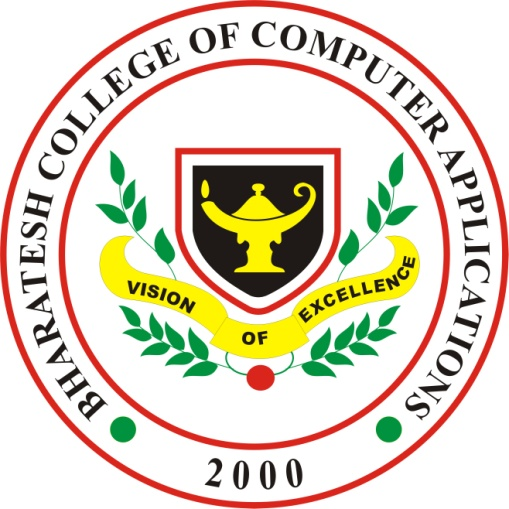 BHARATESH COLLEGE OF COMPUTER APPLICATIONS
VISION OF EXCELLENCE
2000